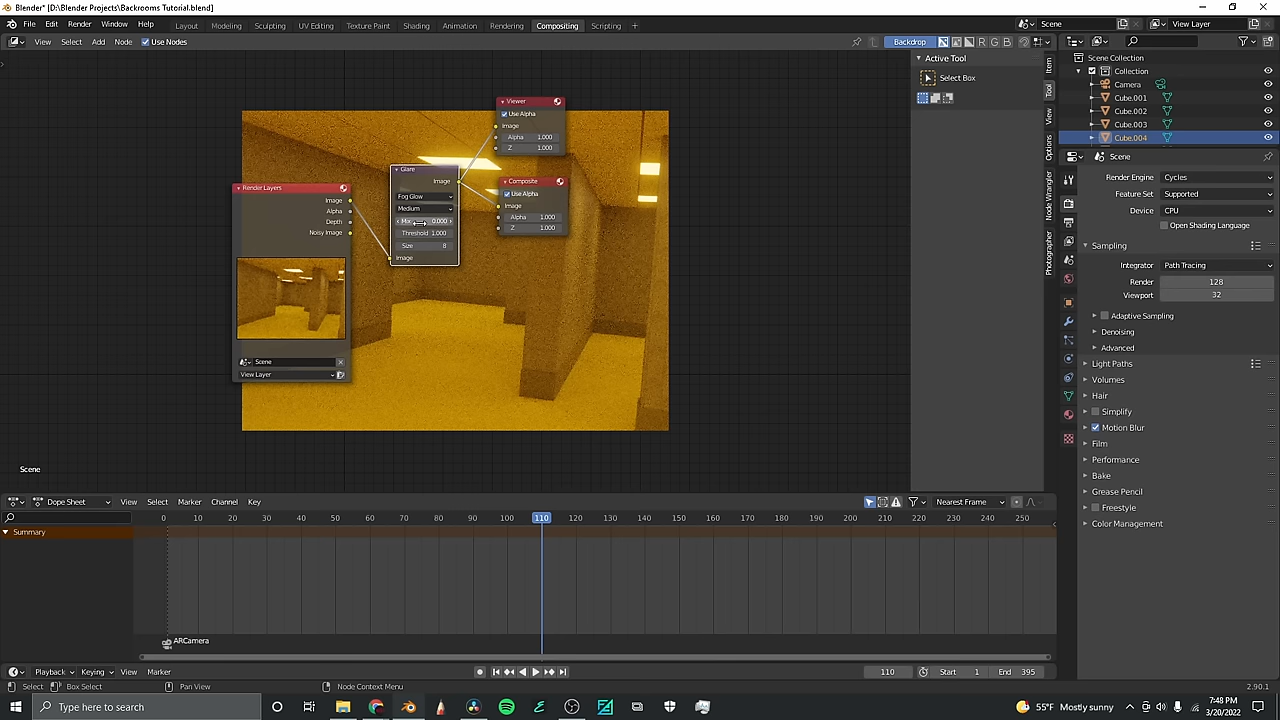 Blender* [D:\Blender Projects\Backrooms Tutorial.blend]
File Edit Render Window Help Layout Modeling Sculpting UV Editing Texture Paint Shading Animation Rendering Compositing Scripting + Scene View Layer
View Select Add Node Use Nodes Backdrop R G B
Active Tool
Select Box
Item
Tool
View
Options
Node Wrangler
Photographer
Scene Collection
Collection
Camera
Cube.001
Cube.002
Cube.003
Cube.004
Scene
Render Engine Cycles
Feature Set Supported
Device CPU
Open Shading Language
Sampling
Integrator Path Tracing
Render 128
Viewport 32
Adaptive Sampling
Denoising
Advanced
Light Paths
Volumes
Hair
Simplify
Motion Blur
Film
Performance
Bake
Grease Pencil
Freestyle
Color Management
Viewer
Use Alpha
Image
Alpha 1.000
Z 1.000
Glare
Image
Fog Glow
Medium
Mix 0.000
Threshold 1.000
Size 8
Image
Composite
Use Alpha
Image
Alpha 1.000
Z 1.000
Render Layers
Image
Alpha
Depth
Noisy Image
Scene
View Layer
Scene
Dope Sheet View Select Marker Channel Key Nearest Frame
0 10 20 30 40 50 60 70 80 90 100 110 120 130 140 150 160 170 180 190 200 210 220 230 240 250
Summary
ARCamera
Playback Keying View Marker 110 Start 1 End 395
Select Box Select Pan View Node Context Menu 2.90.1
Type here to search
55°F Mostly sunny
7:48 PM
3/20/2022